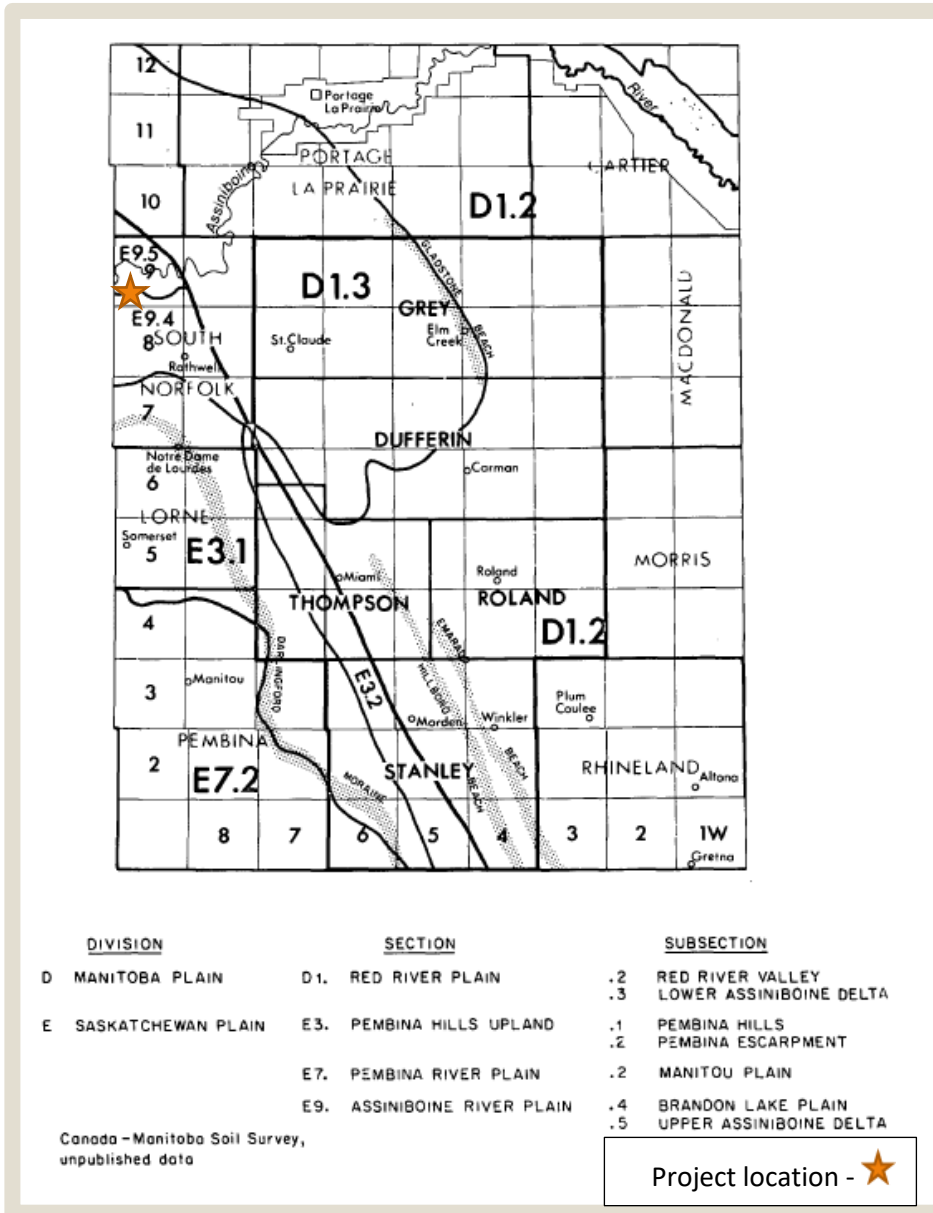 12
Portage
La Prairie
River
11
PORTAGE
CARTIER
LA PRAIRIE
Assiniboine
10
D1.2
E9.5
9
D1.3
GLADSTONE
BEACH
GREY
MACDONALD
E9.4
8
SOUTH
St.Claude
Elm
Creek
Rathwell
NORFOLK
7
DUFFERIN
Notre Dame
de Lourdes
Carman
6
LORNE
Somerset
5
E3.1
MORRIS
Miami
Roland
THOMPSON
ROLAND
4
D1.2
DARLINGFORD
MORAINE
E3.2
HILLBORO
BEACH
BEACH
3
Manitou
Plum
Coulee
Morden
Winkler
PEMBINA
2
E7.2
STANLEY
RHINELAND
Altona
8
7
6
5
4
3
2
1W
Gretna
DIVISION SECTION SUBSECTION
D MANITOBA PLAIN D1. RED RIVER PLAIN .2 RED RIVER VALLEY
.3 LOWER ASSINIBOINE DELTA
E SASKATCHEWAN PLAIN E3. PEMBINA HILLS UPLAND .1 PEMBINA HILLS
.2 PEMBINA ESCARPMENT
E7. PEMBINA RIVER PLAIN .2 MANITOU PLAIN
E9. ASSINIBOINE RIVER PLAIN .4 BRANDON LAKE PLAIN
.5 UPPER ASSINIBOINE DELTA
Canada-Manitoba Soil Survey,
unpublished data
Project location -